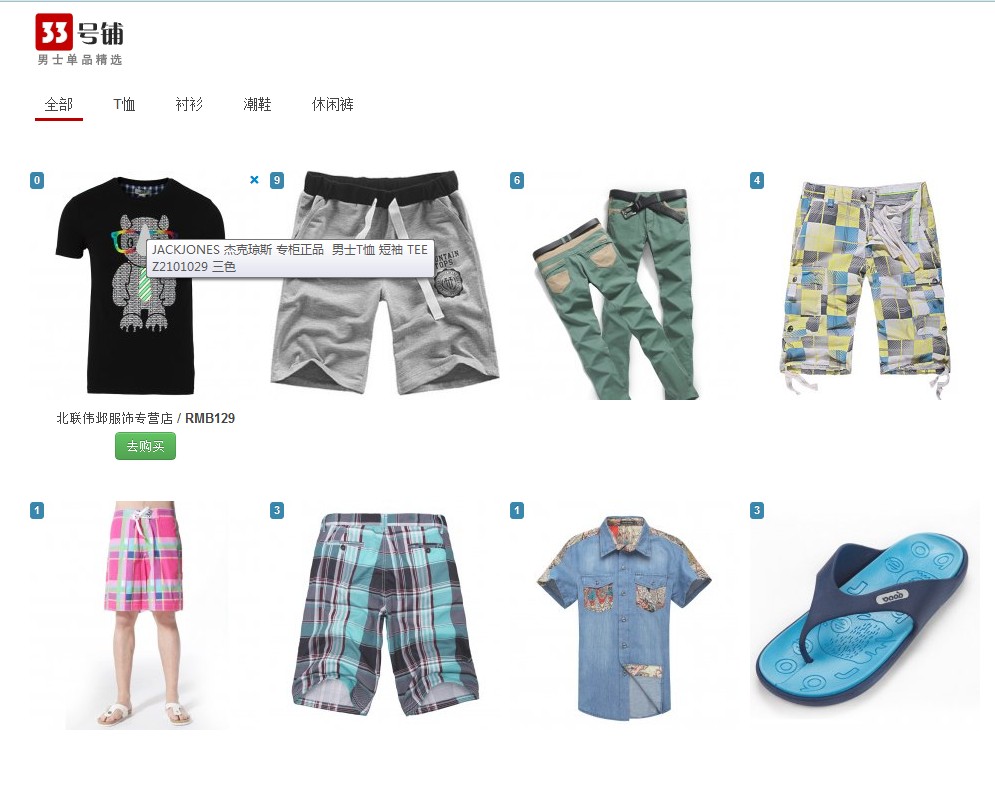 33号铺
男士单品精选
全部 T恤 衬衫 潮鞋 休闲裤
0 × 9 6 4
JACKJONES 杰克琼斯 专柜正品 男士T恤 短袖 TEE
Z2101029 三色
北联伟邺服饰专营店 / RMB129
去购买
1 3 1 3